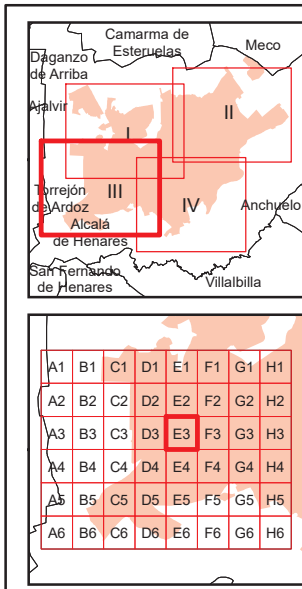 Camarma de
Esteruelas
Meco
Daganzo
de Arriba
Ajalvir
I
II
Torrejón
de Ardoz
III
IV
Anchuelo
Alcalá
de Henares
San Fernando
de Henares
Villalbilla
A1 B1 C1 D1 E1 F1 G1 H1
A2 B2 C2 D2 E2 F2 G2 H2
A3 B3 C3 D3 E3 F3 G3 H3
A4 B4 C4 D4 E4 F4 G4 H4
A5 B5 C5 D5 E5 F5 G5 H5
A6 B6 C6 D6 E6 F6 G6 H6